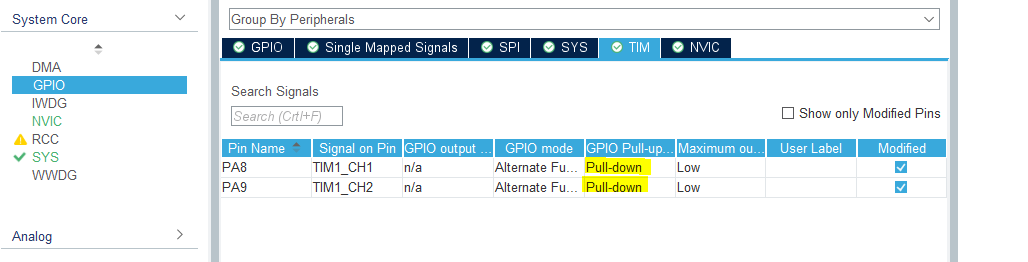 System Core
DMA
GPIO
IWDG
NVIC
RCC
SYS
WWDG
Analog
Group By Peripherals
GPIO Single Mapped Signals SPI SYS TIM NVIC
Search Signals
Search (CrtI+F)
Show only Modified Pins
Pin Name Signal on Pin GPIO output ... GPIO mode GPIO Pull-up... Maximum ou... User Label Modified
PA8 TIM1_CH1 n/a Alternate Fu... Pull-down Low
PA9 TIM1_CH2 n/a Alternate Fu... Pull-down Low